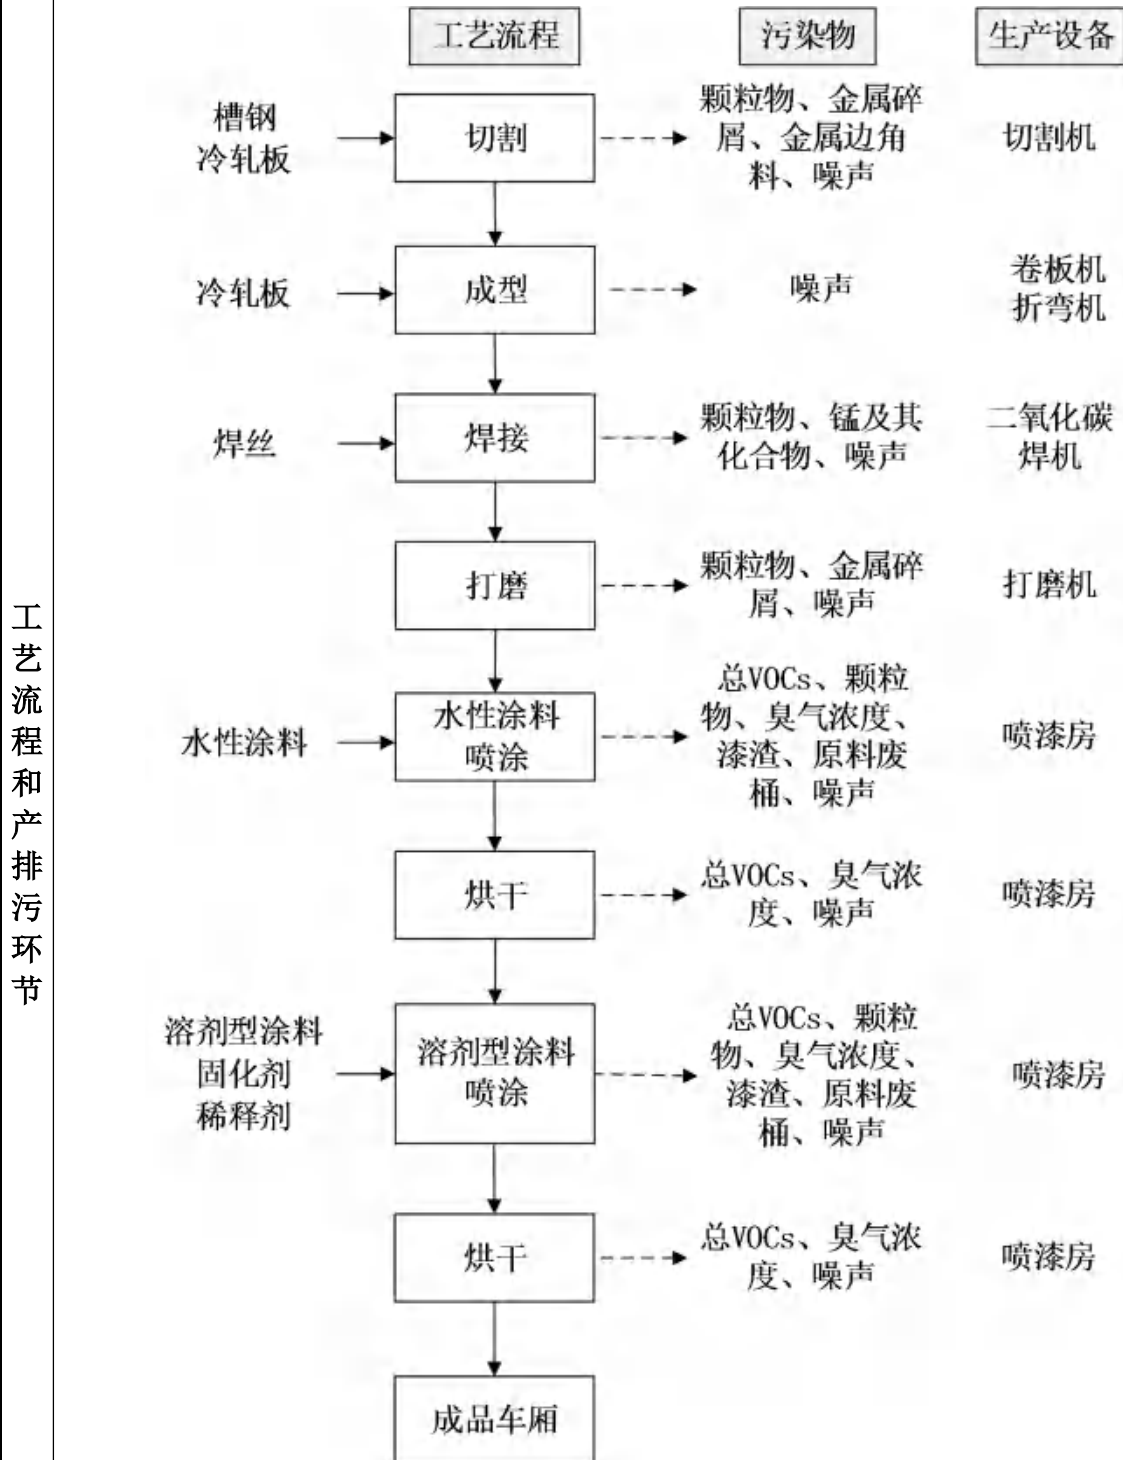 工艺流程和产排污环节
工艺流程
污染物
生产设备
槽钢
冷轧板
切割
颗粒物、金属碎
屑、金属边角
料、噪声
切割机
冷轧板
成型
噪声
卷板机
折弯机
焊丝
焊接
颗粒物、锰及其
化合物、噪声
二氧化碳
焊机
打磨
颗粒物、金属碎
屑、噪声
打磨机
水性涂料
水性涂料
喷涂
总VOCs、颗粒
物、臭气浓度、
漆渣、原料废
桶、噪声
喷漆房
烘干
总VOCs、臭气浓
度、噪声
喷漆房
溶剂型涂料
固化剂
稀释剂
溶剂型涂料
喷涂
总VOCs、颗粒
物、臭气浓度、
漆渣、原料废
桶、噪声
喷漆房
烘干
总VOCs、臭气浓
度、噪声
喷漆房
成品车厢